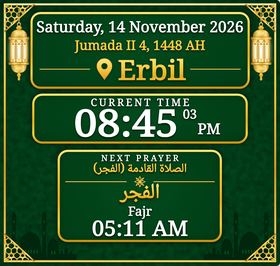 Saturday, 14 November 2026
Jumada II 4, 1448 AH
Erbil
CURRENT TIME
08:45 03 PM
NEXT PRAYER
الصلاة القادمة (الفجر)
الفجر
Fajr
05:11 AM